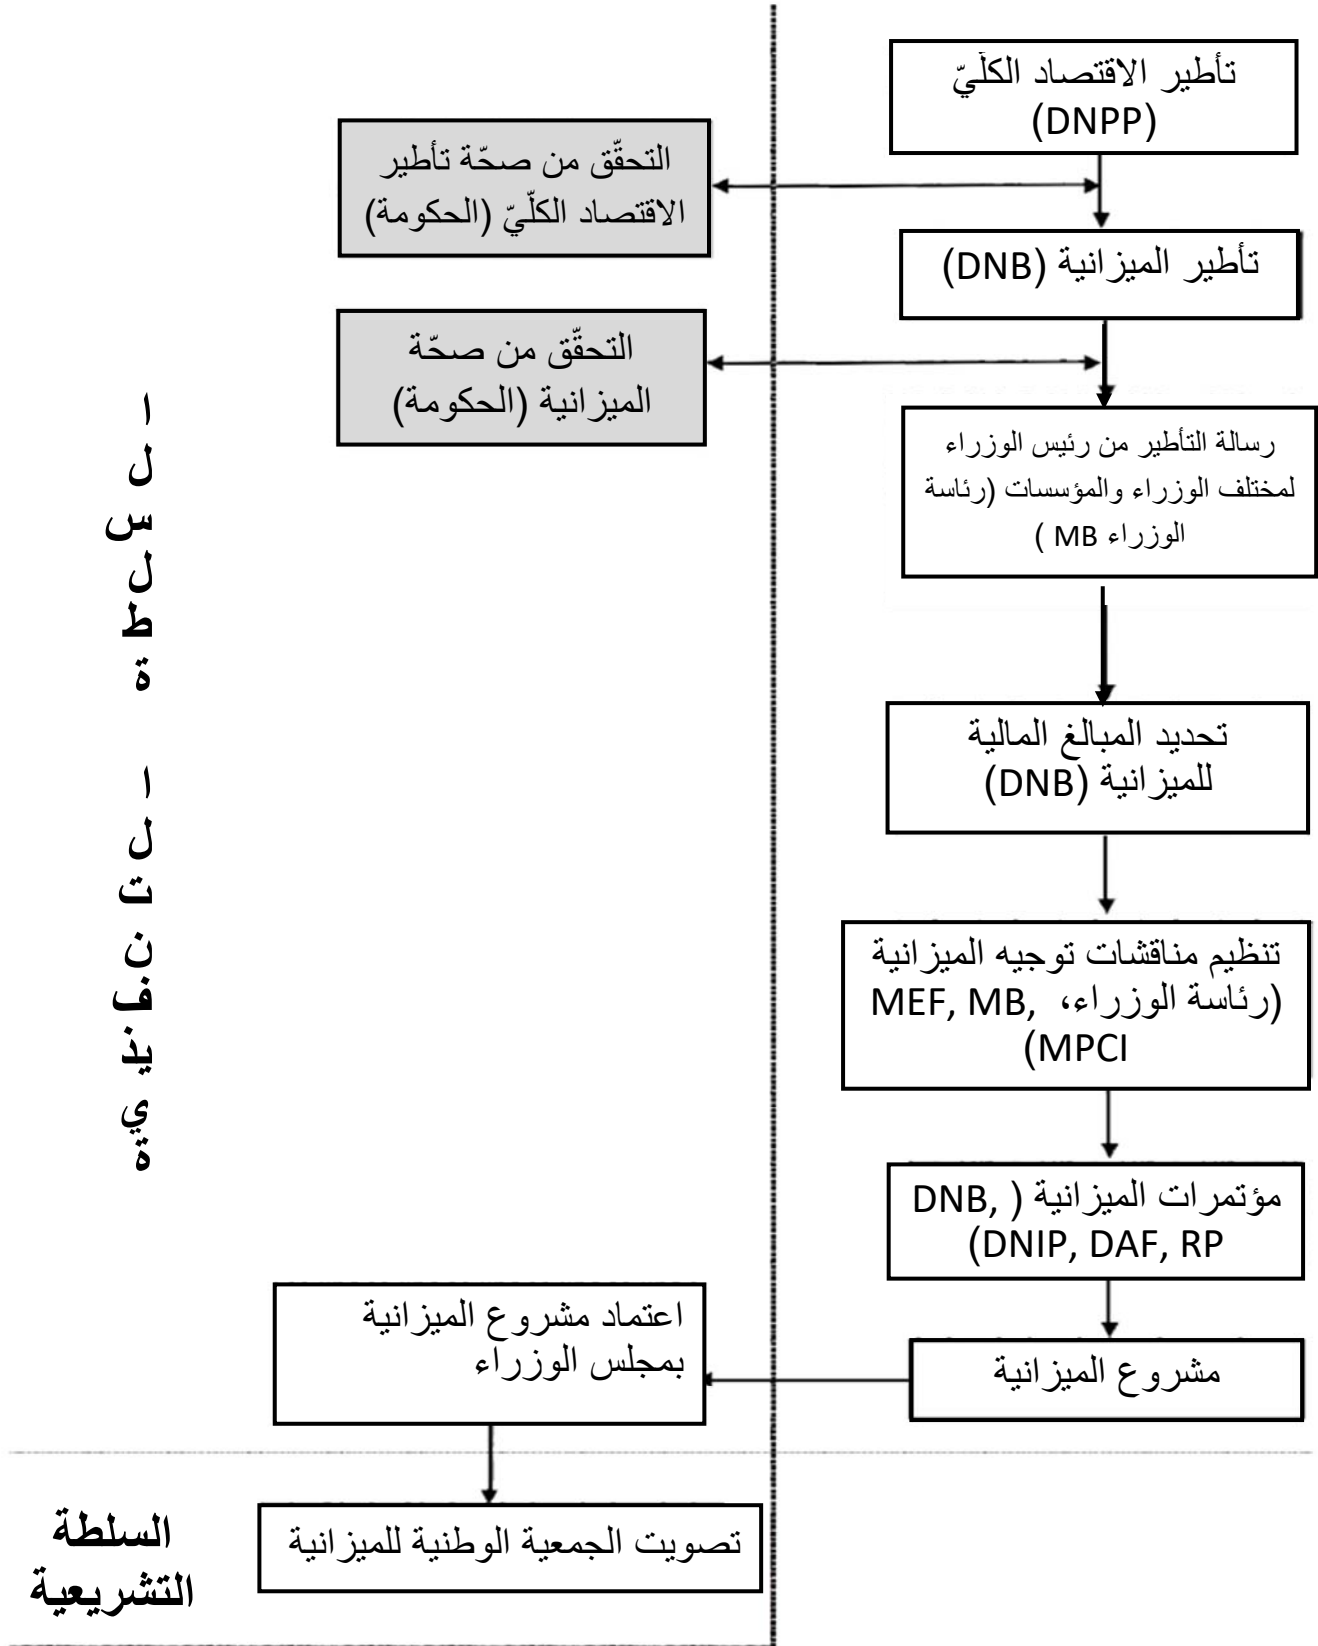 تأطير الاقتصاد الكلّيّ
(DNPP)
التحقّق من صحّة تأطير
الاقتصاد الكلّيّ (الحكومة)
تأطير الميزانية (DNB)
التحقّق من صحّة
الميزانية (الحكومة)
رسالة التأطير من رئيس الوزراء
لمختلف الوزراء والمؤسسات (رئاسة
الوزراء MB )
تحديد المبالغ المالية
للميزانية (DNB)
تنظيم مناقشات توجيه الميزانية
(رئاسة الوزراء، MEF, MB,
MPCI)
مؤتمرات الميزانية ( DNB,
DNIP, DAF, RP)
مشروع الميزانية
اعتماد مشروع الميزانية
بمجلس الوزراء
تصويت الجمعية الوطنية للميزانية
ا
ل
س
ل
ط
ة
ا
ل
ت
ن
ف
يذ
ي
ة
السلطة
التشريعية